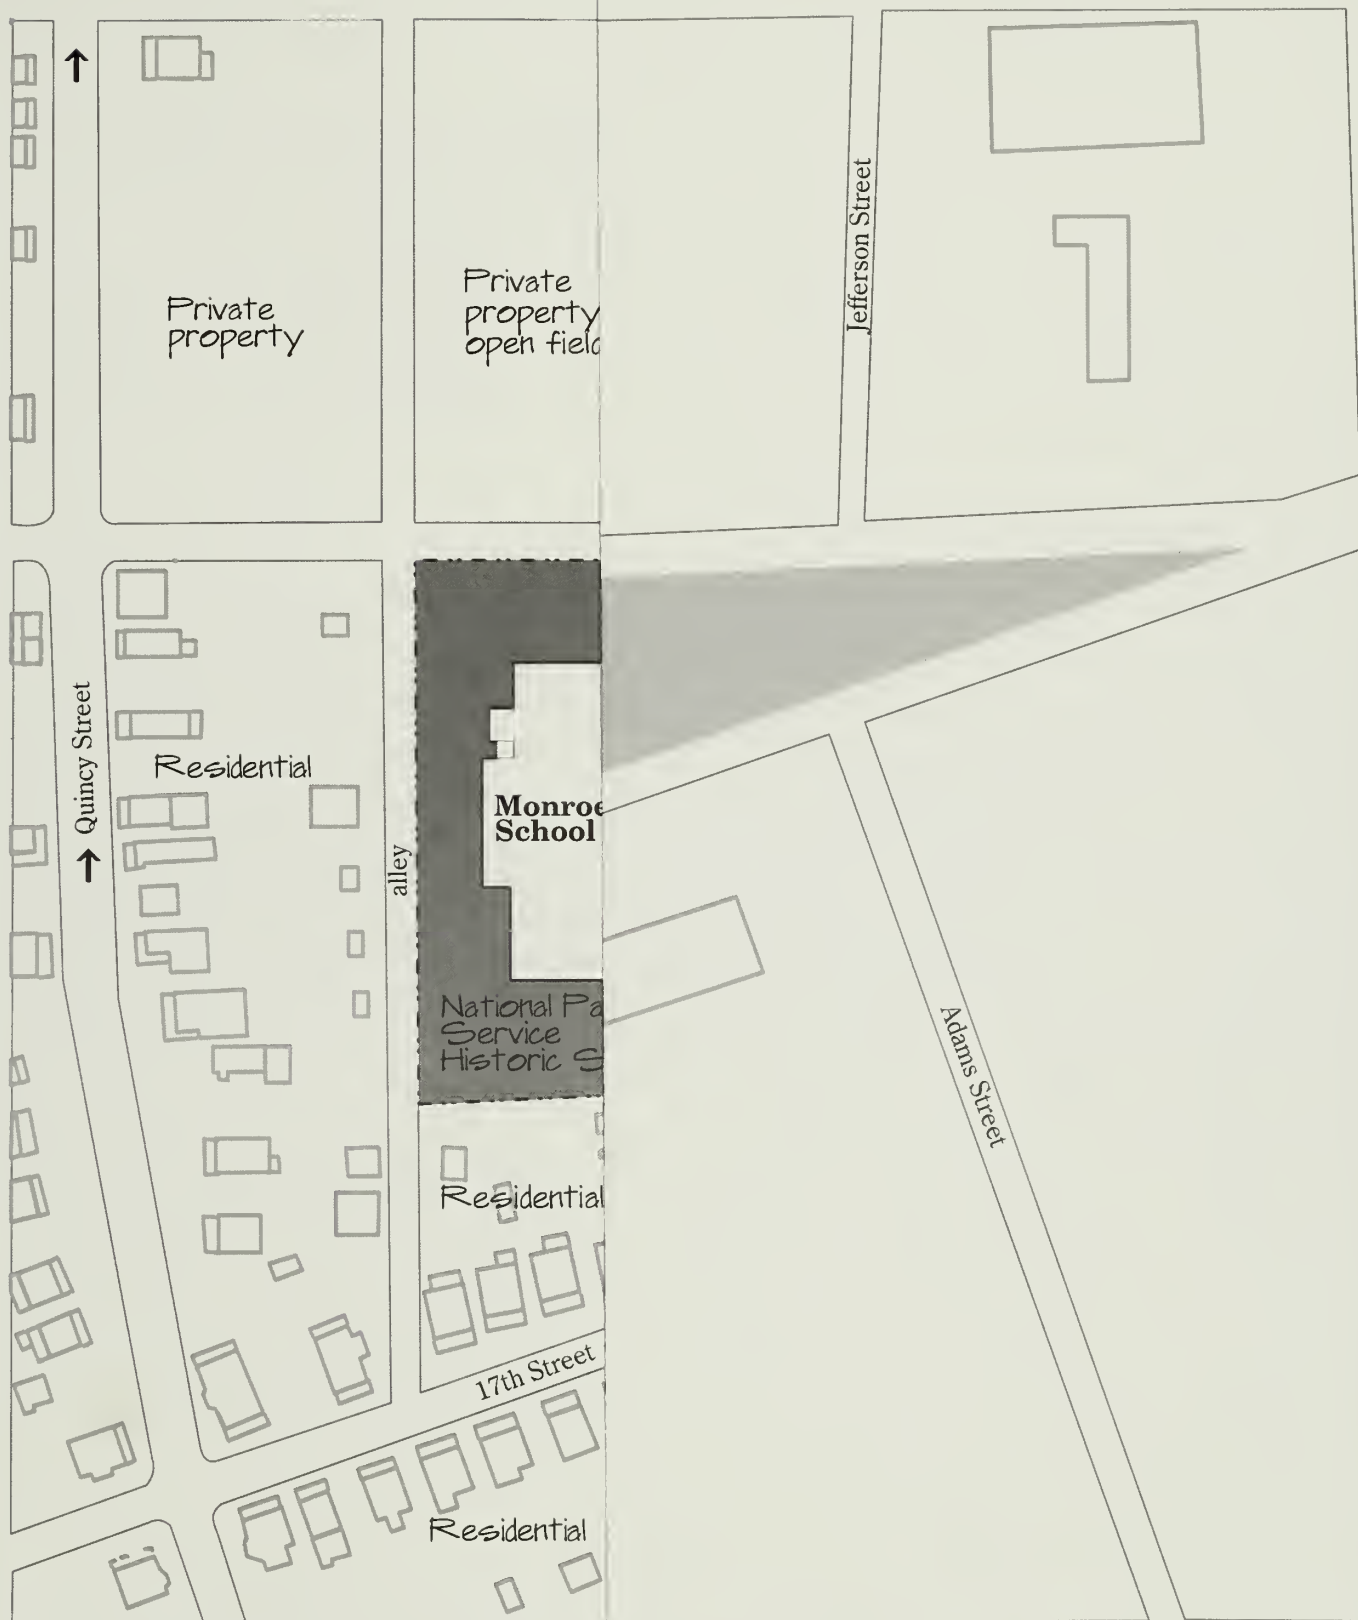 Private
property
Private
property
open field
Jefferson Street
Quincy Street
Residential
alley
Monroe
School
National Pa
Service
Historic S
Adams Street
Residential
17th Street
Residential